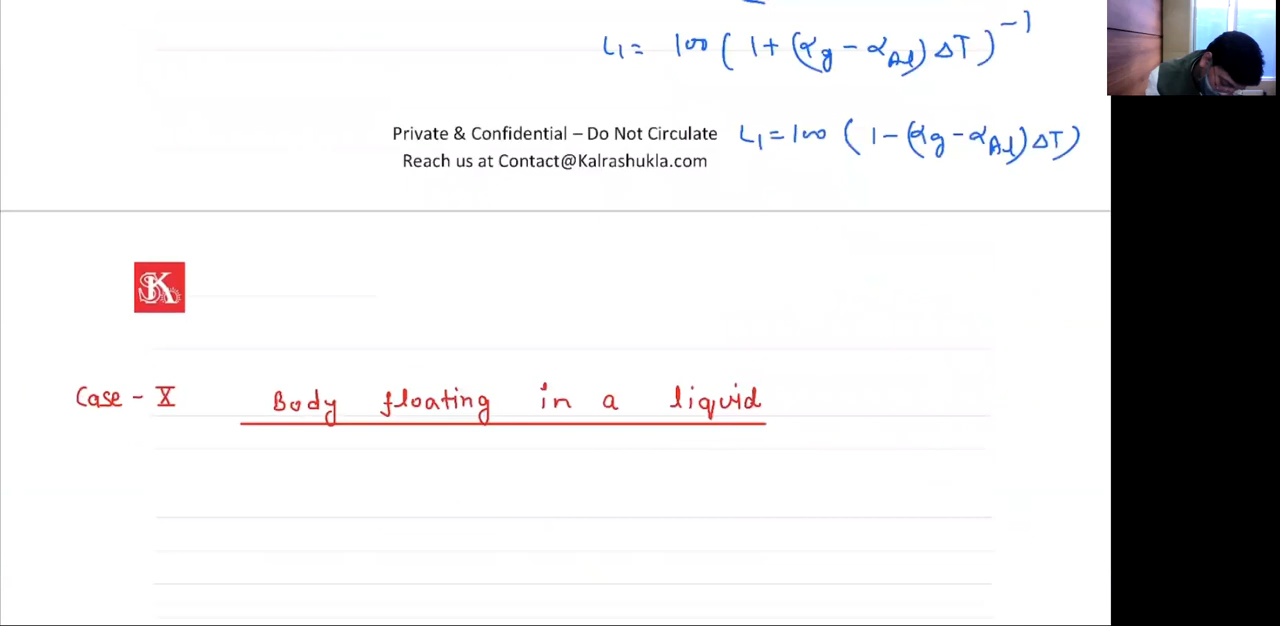 L₁ = 100 ( 1 + (αg − αAl) ΔT )⁻¹
Private & Confidential – Do Not Circulate
L₁ = 100 ( 1 − (αg − αAl) ΔT )
Reach us at Contact@Kalrashukla.com
SK
Case - X Body floating in a liquid